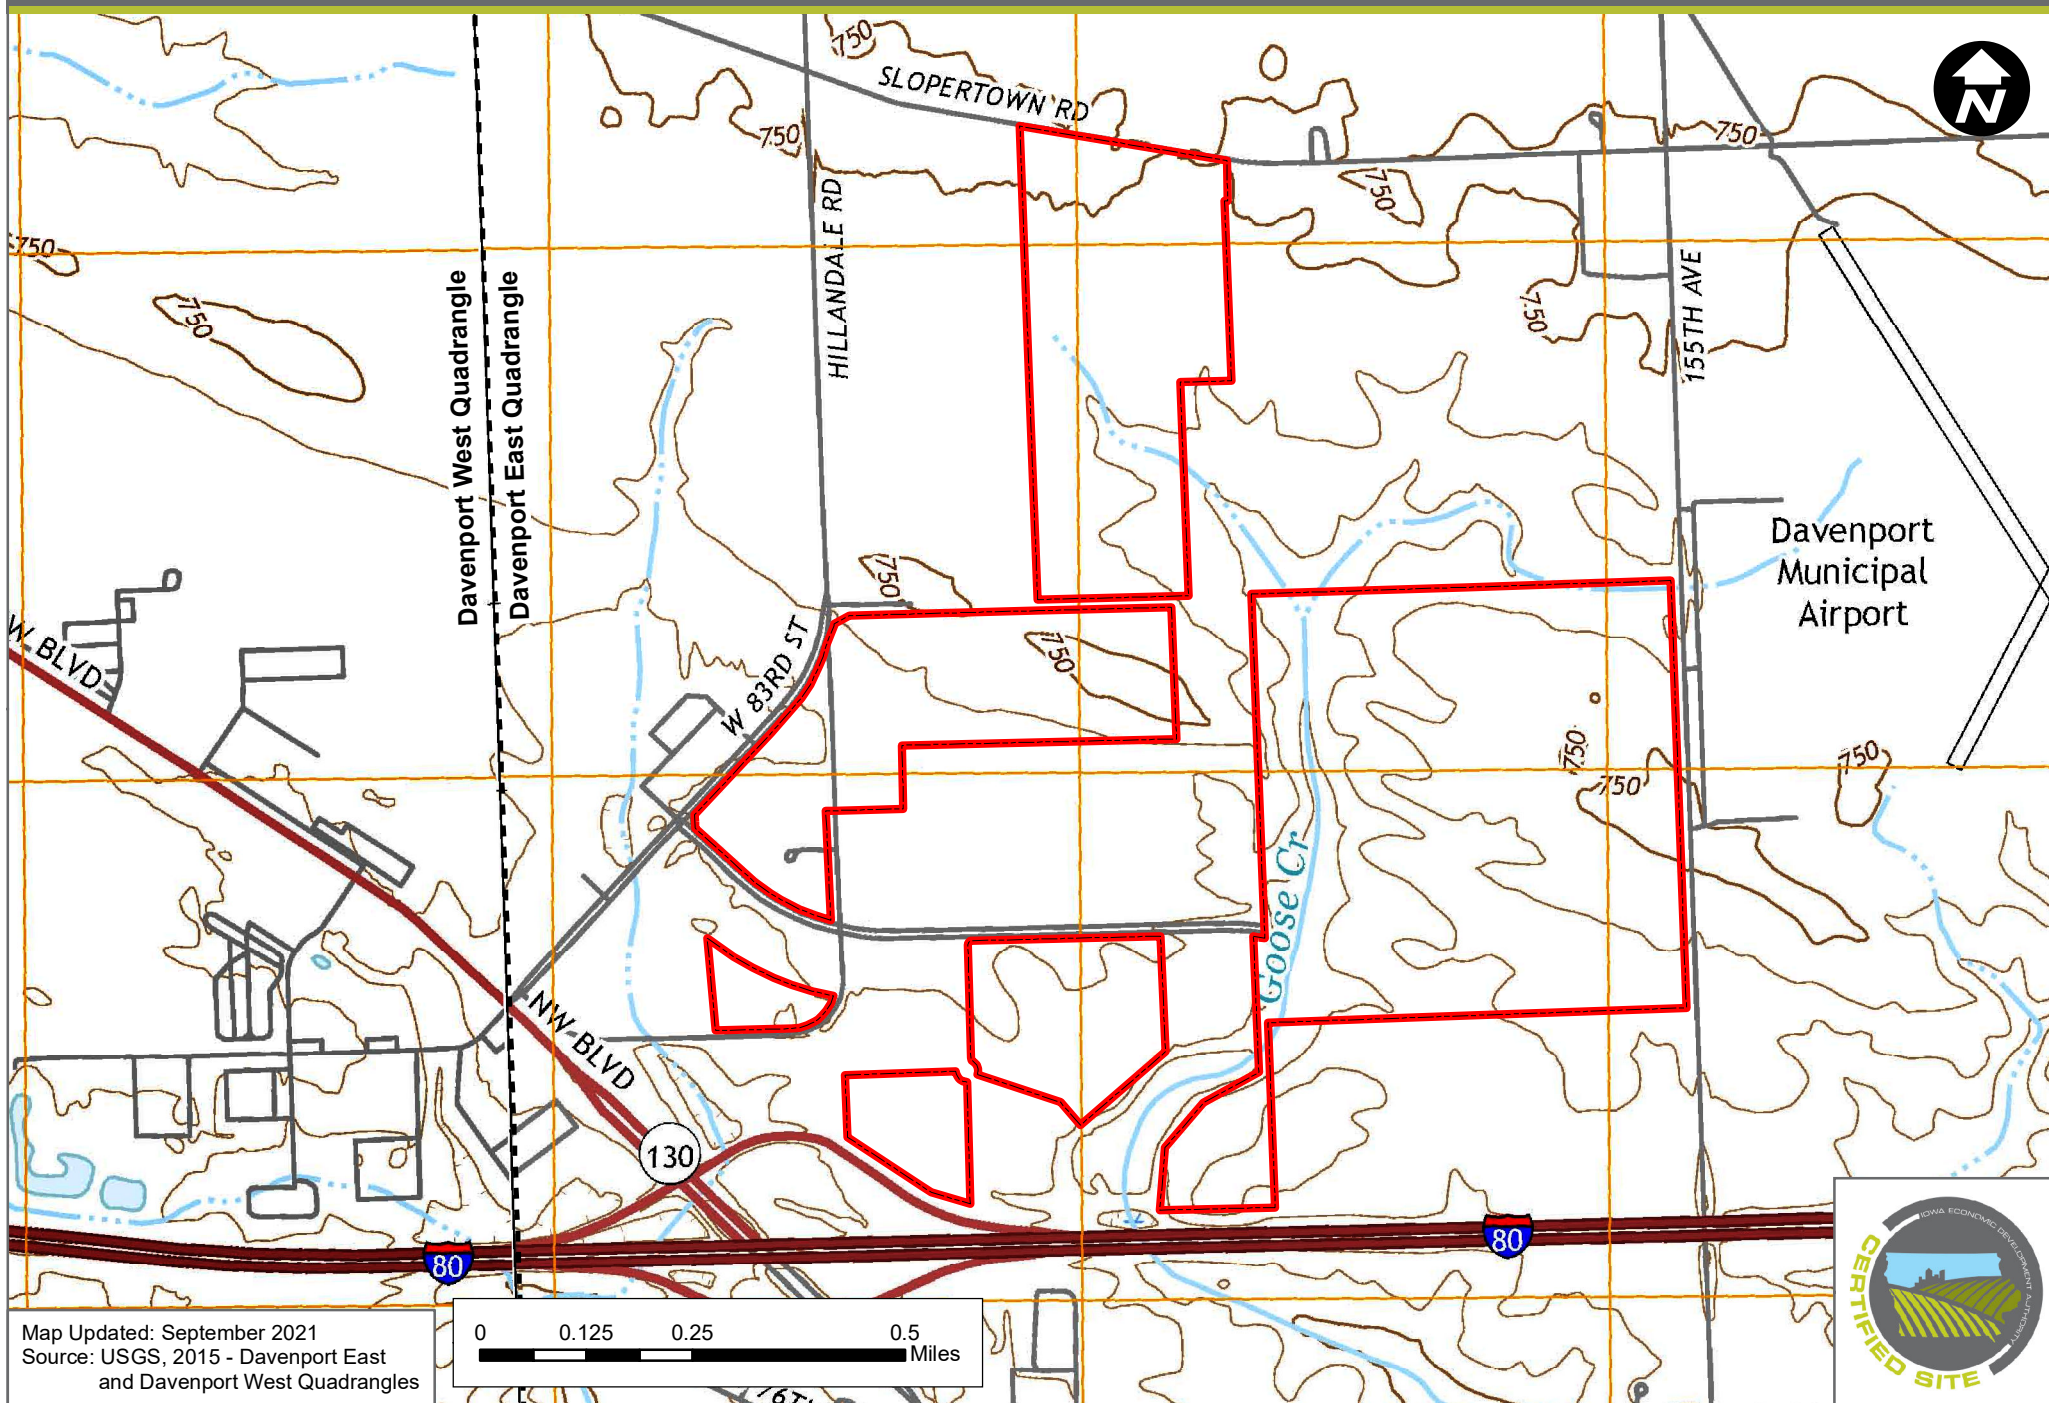 750
SLOPERTOWN RD
N
750
750
HILLANDALE RD
750
750
155TH AVE
750
750
Davenport West Quadrangle
Davenport East Quadrangle
Davenport
Municipal
Airport
750
W BLVD
W 83RD ST
750
750
750
750
Goose Cr
NW BLVD
130
80
80
Map Updated: September 2021
Source: USGS, 2015 - Davenport East
and Davenport West Quadrangles
0 0.125 0.25 0.5
Miles
IOWA ECONOMIC DEVELOPMENT AUTHORITY
CERTIFIED SITE